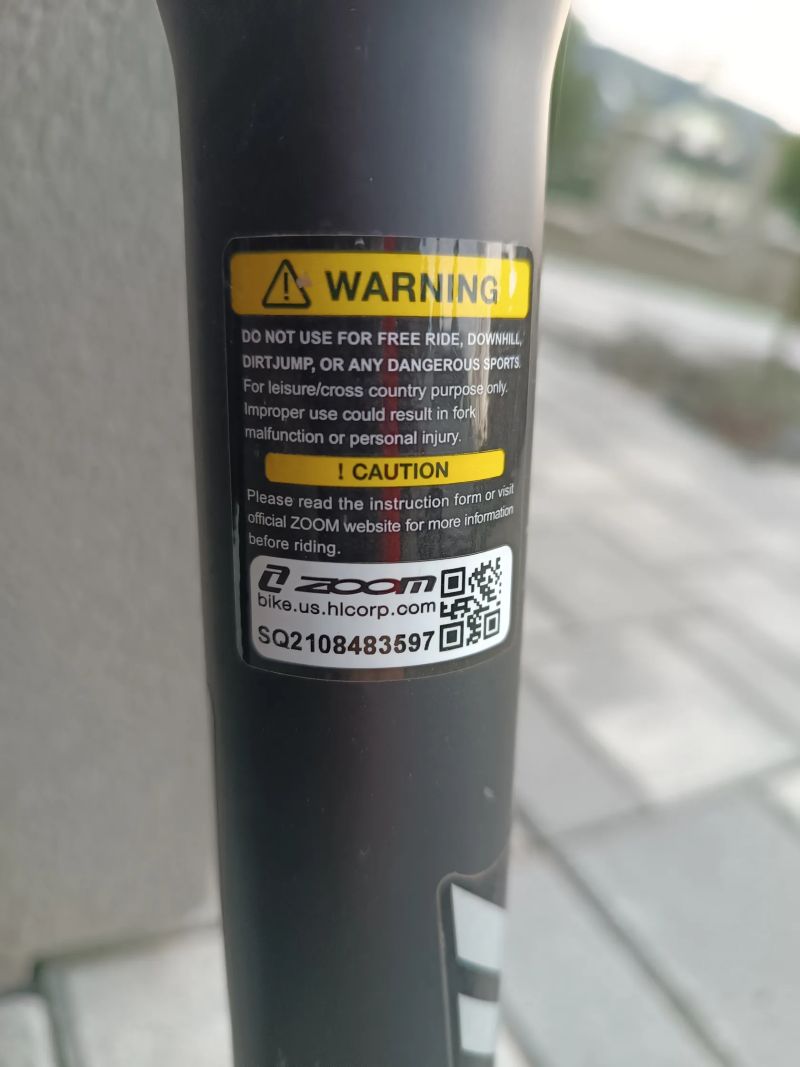 WARNING
DO NOT USE FOR FREE RIDE, DOWNHILL,
DIRTJUMP, OR ANY DANGEROUS SPORTS.
For leisure/cross country purpose only.
Improper use could result in fork
malfunction or personal injury.
! CAUTION
Please read the instruction form or visit
official ZOOM website for more information
before riding.
ZOOM
bike.us.hlcorp.com
SQ2108483597